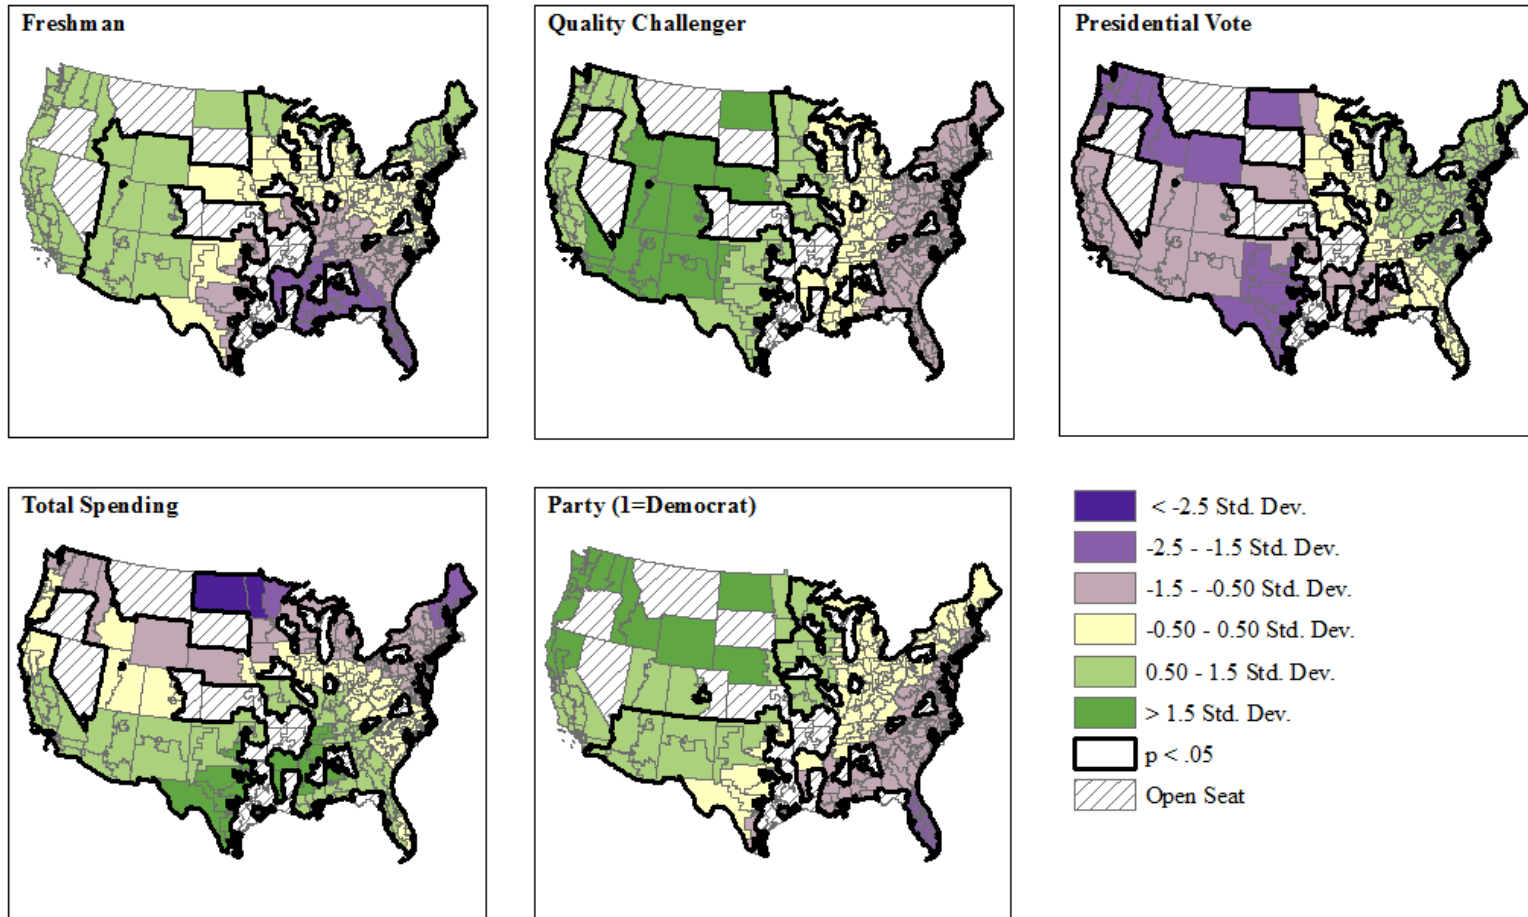 Freshman
Quality Challenger
Presidential Vote
Total Spending
Party (1=Democrat)
< -2.5 Std. Dev.
-2.5 - -1.5 Std. Dev.
-1.5 - -0.50 Std. Dev.
-0.50 - 0.50 Std. Dev.
0.50 - 1.5 Std. Dev.
> 1.5 Std. Dev.
p < .05
Open Seat